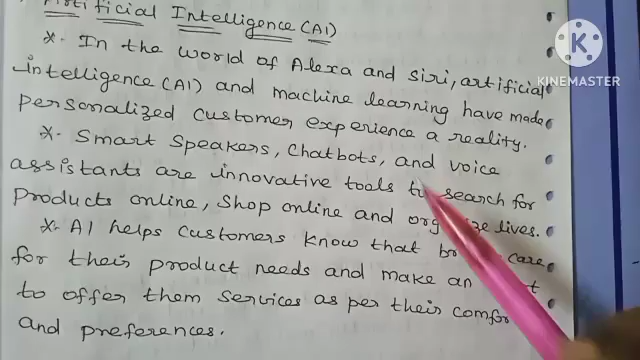 Artificial Intelligence (AI)
*. In the world of Alexa and Siri, artificial
intelligence (AI) and machine learning have made
personalized customer experience a reality.
*. Smart speakers, chatbots, and voice
assistants are innovative tools to search for
products online, shop online and lives.
*. AI helps customers know that care
for their product needs and make an
to offer them services as per their
and preferences.
K
KINEMASTER